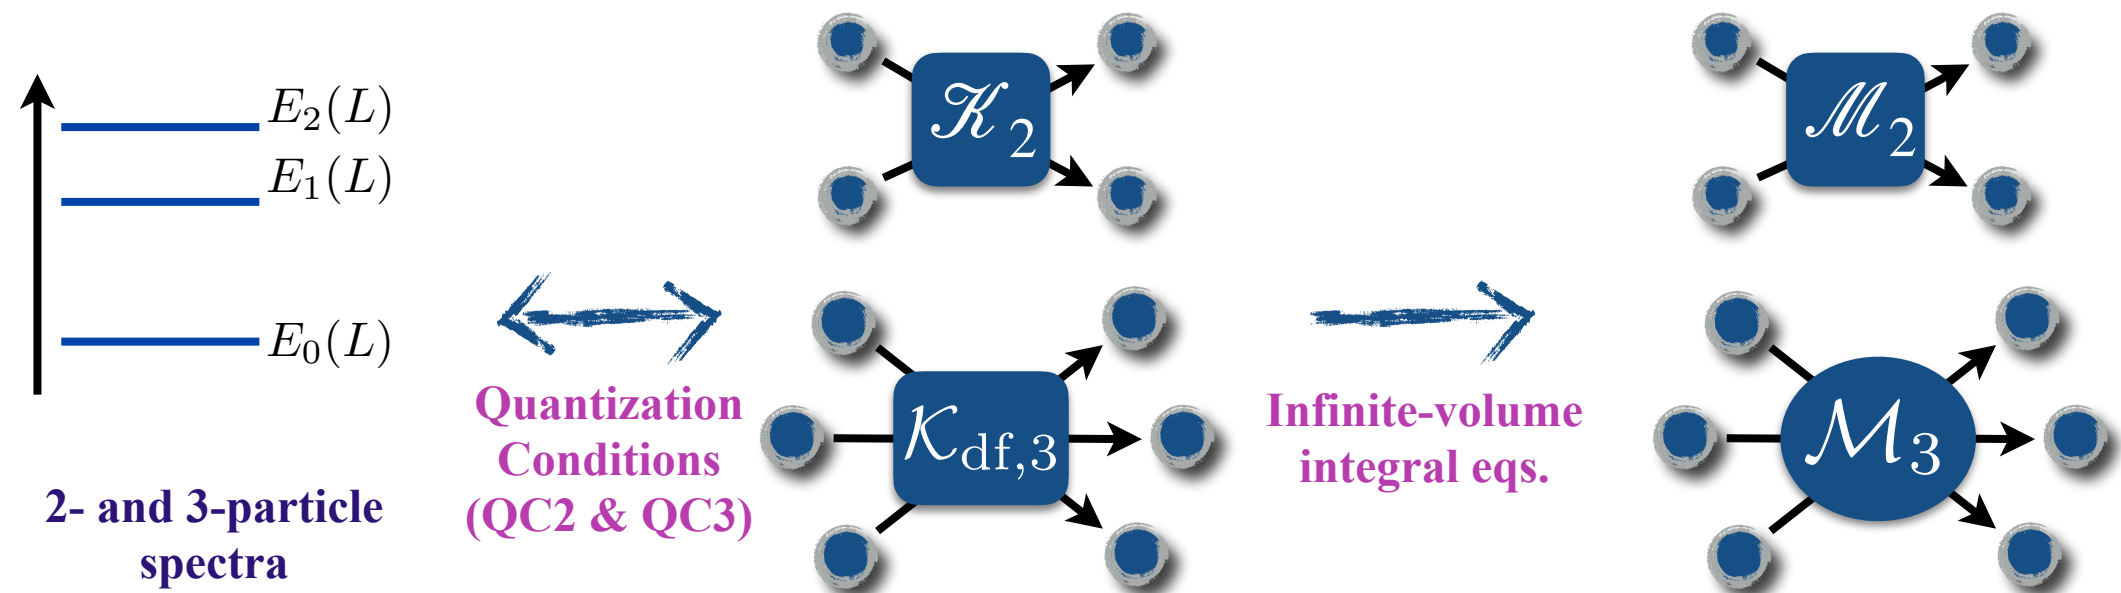 E₂(L)
E₁(L)
E₀(L)
2- and 3-particle
spectra
Quantization
Conditions
(QC2 & QC3)
𝒦₂
𝒦df,3
Infinite-volume
integral eqs.
ℳ₂
ℳ₃